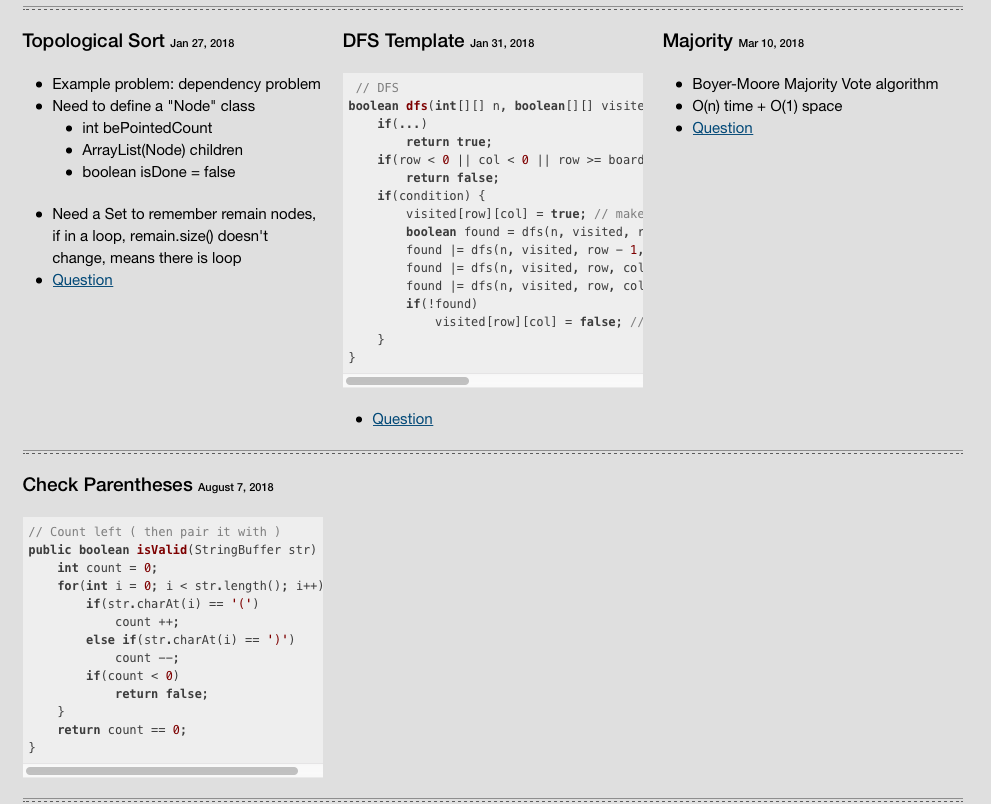 Topological Sort Jan 27, 2018
Example problem: dependency problem
Need to define a "Node" class
int bePointedCount
ArrayList(Node) children
boolean isDone = false
Need a Set to remember remain nodes,
if in a loop, remain.size() doesn't
change, means there is loop
Question
DFS Template Jan 31, 2018
// DFS
boolean dfs(int[][] n, boolean[][] visite
if(...)
return true;
if(row < 0 || col < 0 || row >= board
return false;
if(condition) {
visited[row][col] = true; // make
boolean found = dfs(n, visited, r
found |= dfs(n, visited, row - 1,
found |= dfs(n, visited, row, col
found |= dfs(n, visited, row, col
if(!found)
visited[row][col] = false; //
}
}
Question
Majority Mar 10, 2018
Boyer-Moore Majority Vote algorithm
O(n) time + O(1) space
Question
Check Parentheses August 7, 2018
// Count left ( then pair it with )
public boolean isValid(StringBuffer str)
int count = 0;
for(int i = 0; i < str.length(); i++)
if(str.charAt(i) == '(')
count ++;
else if(str.charAt(i) == ')')
count --;
if(count < 0)
return false;
}
return count == 0;
}